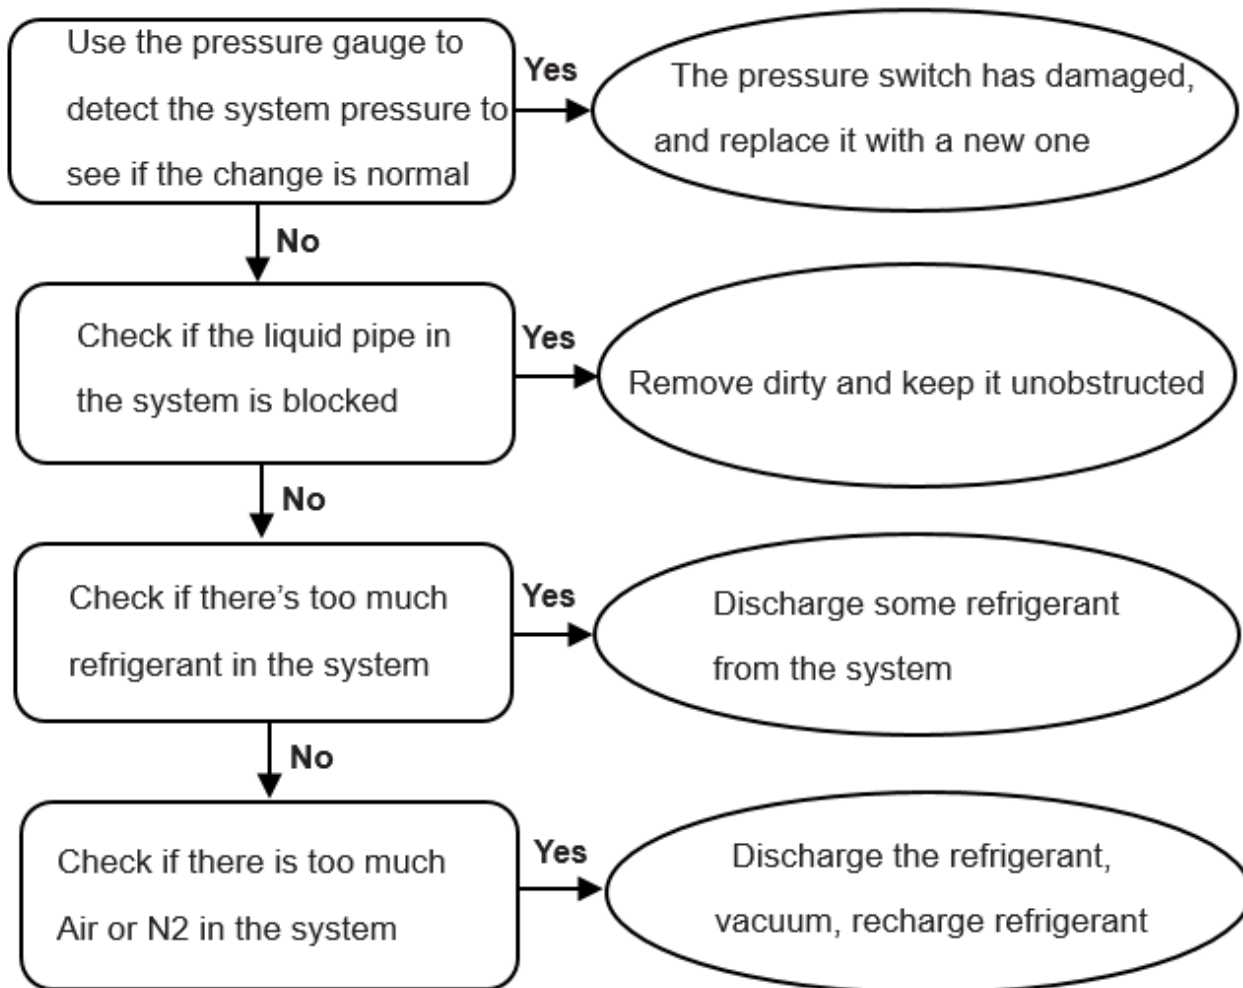 Use the pressure gauge to
detect the system pressure to
see if the change is normal
Yes
The pressure switch has damaged,
and replace it with a new one
No
Check if the liquid pipe in
the system is blocked
Yes
Remove dirty and keep it unobstructed
No
Check if there’s too much
refrigerant in the system
Yes
Discharge some refrigerant
from the system
No
Check if there is too much
Air or N2 in the system
Yes
Discharge the refrigerant,
vacuum, recharge refrigerant